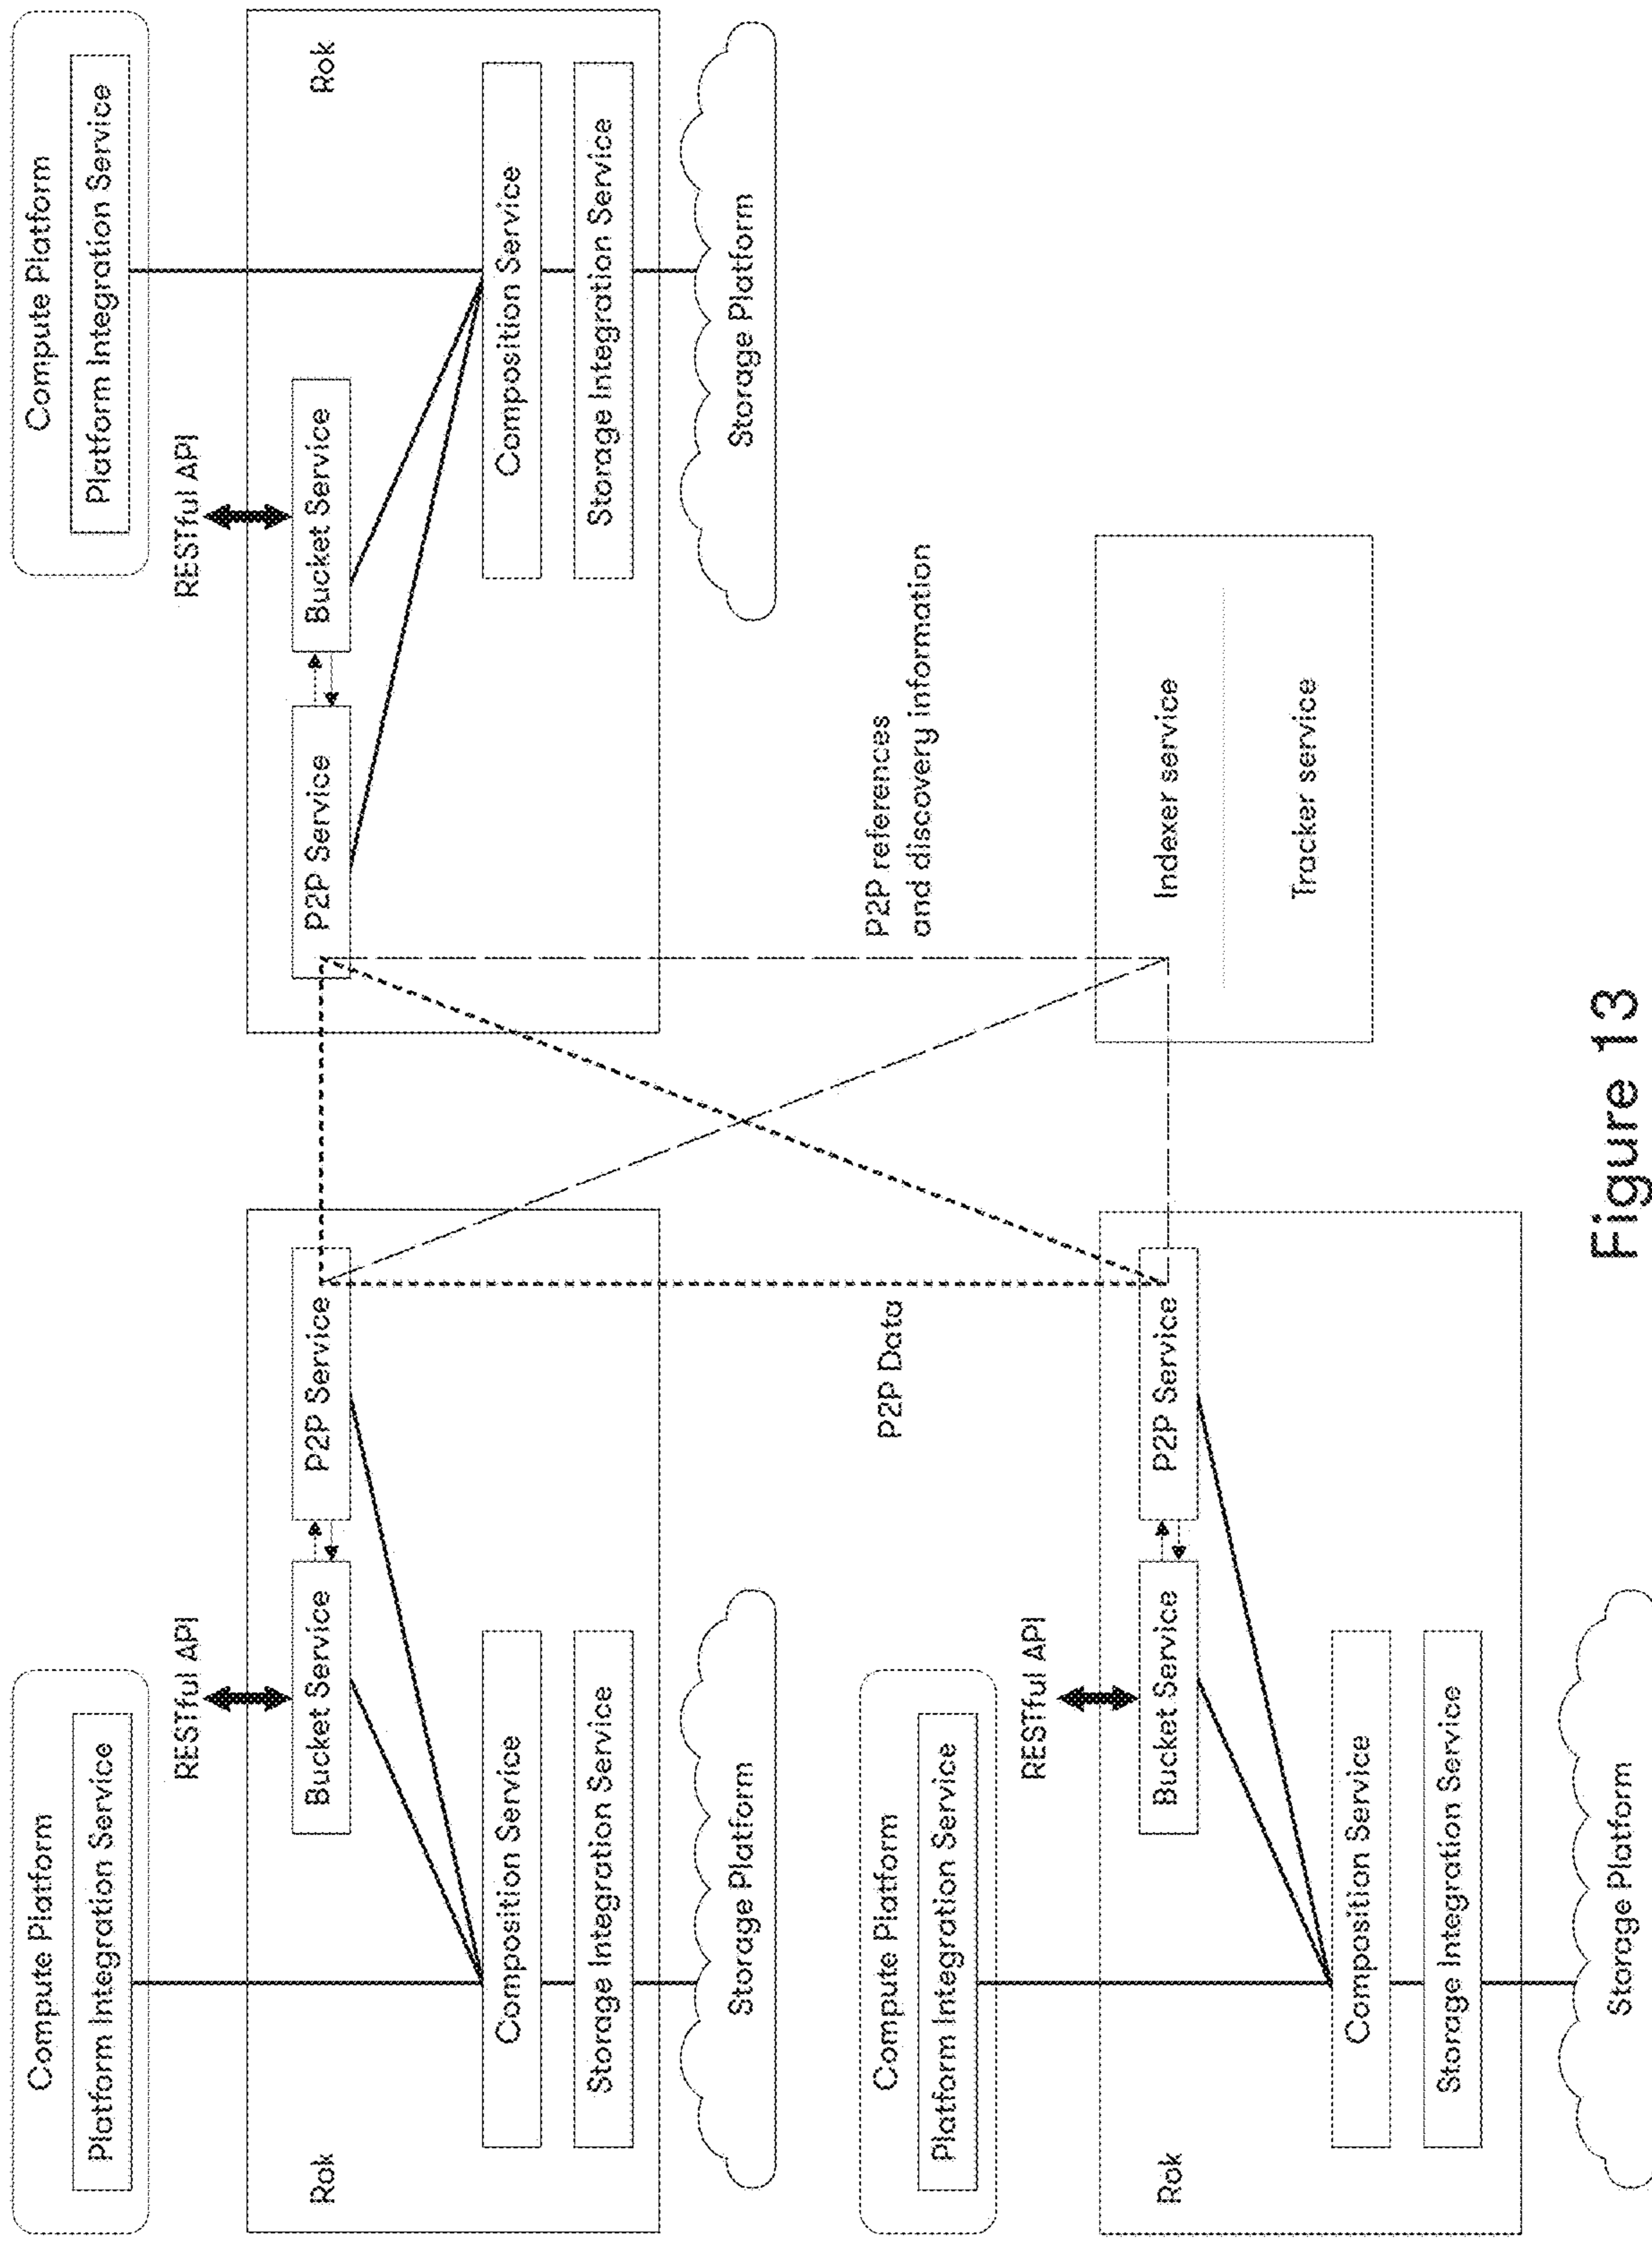 Compute Platform
Platform Integration Service
RESTful API
Rok
Bucket Service
P2P Service
Composition Service
Storage Integration Service
Storage Platform
Compute Platform
Platform Integration Service
RESTful API
Rok
P2P Service
Bucket Service
Composition Service
Storage Integration Service
Storage Platform
P2P Data
P2P references
and discovery information
Compute Platform
Platform Integration Service
RESTful API
Rok
Bucket Service
P2P Service
Composition Service
Storage Integration Service
Storage Platform
Indexer service
Tracker service
Figure 13